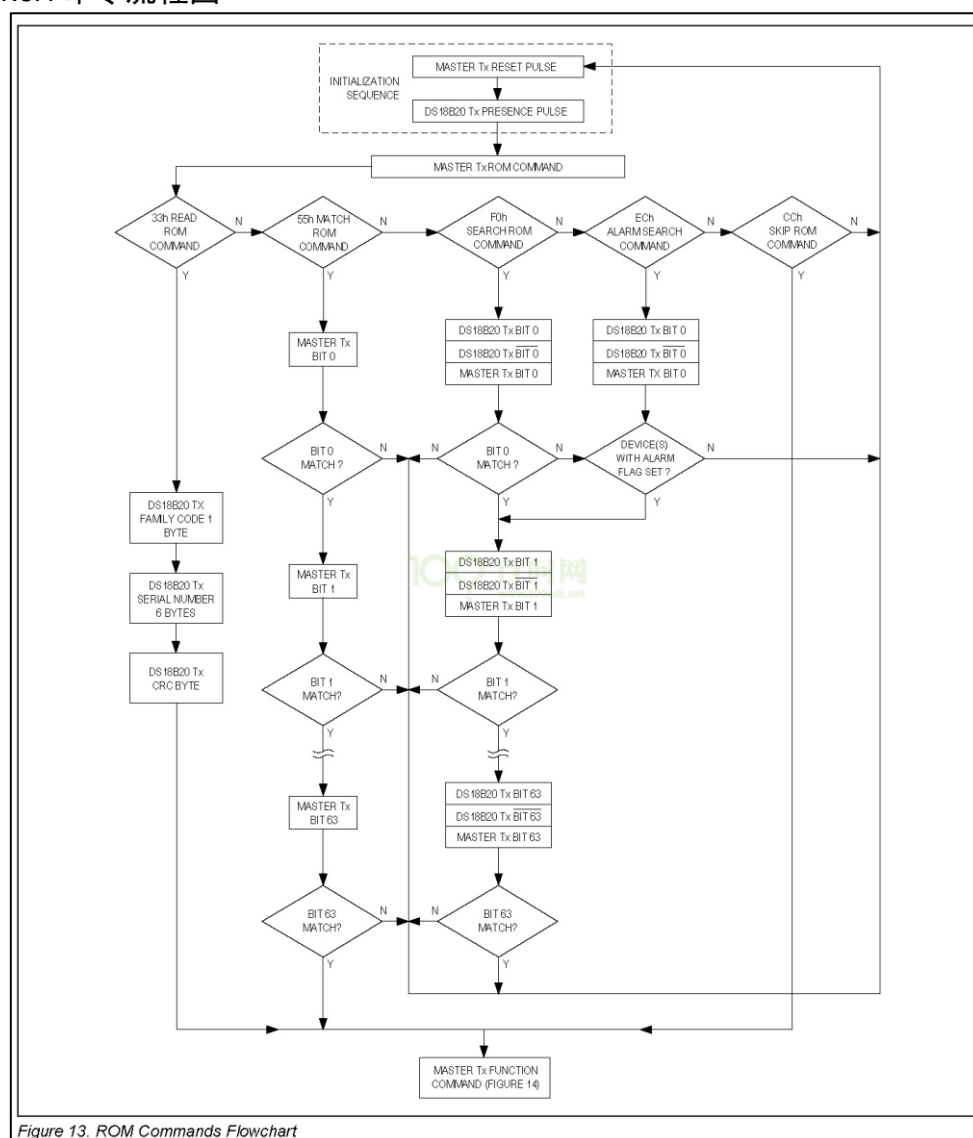 MASTER Tx RESET PULSE
INITIALIZATION
SEQUENCE
DS18B20 Tx PRESENCE PULSE
MASTER Tx ROM COMMAND
33h READ
ROM
COMMAND
N
Y
55h MATCH
ROM
COMMAND
N
Y
F0h
SEARCH ROM
COMMAND
N
Y
ECh
ALARM SEARCH
COMMAND
N
Y
CCh
SKIP ROM
COMMAND
N
Y
MASTER Tx
BIT 0
DS18B20 Tx BIT 0
DS18B20 Tx B̅I̅T̅ ̅0̅
MASTER Tx BIT 0
DS18B20 Tx BIT 0
DS18B20 Tx B̅I̅T̅ ̅0̅
MASTER TX BIT 0
BIT 0
MATCH ?
N
Y
N
BIT 0
MATCH ?
N
Y
DEVICE(S)
WITH ALARM
FLAG SET ?
N
Y
DS18B20 TX
FAMILY CODE 1
BYTE
DS18B20 Tx
SERIAL NUMBER
6 BYTES
DS18B20 Tx
CRC BYTE
MASTER Tx
BIT 1
DS18B20 Tx BIT 1
DS18B20 Tx B̅I̅T̅ ̅1̅
MASTER Tx BIT 1
BIT 1
MATCH?
N
Y
N
BIT 1
MATCH?
Y
MASTER Tx
BIT 63
DS18B20 Tx BIT 63
DS18B20 Tx B̅I̅T̅ ̅6̅3̅
MASTER Tx BIT 63
BIT 63
MATCH?
N
Y
N
BIT 63
MATCH?
Y
MASTER Tx FUNCTION
COMMAND (FIGURE 14)
Figure 13. ROM Commands Flowchart